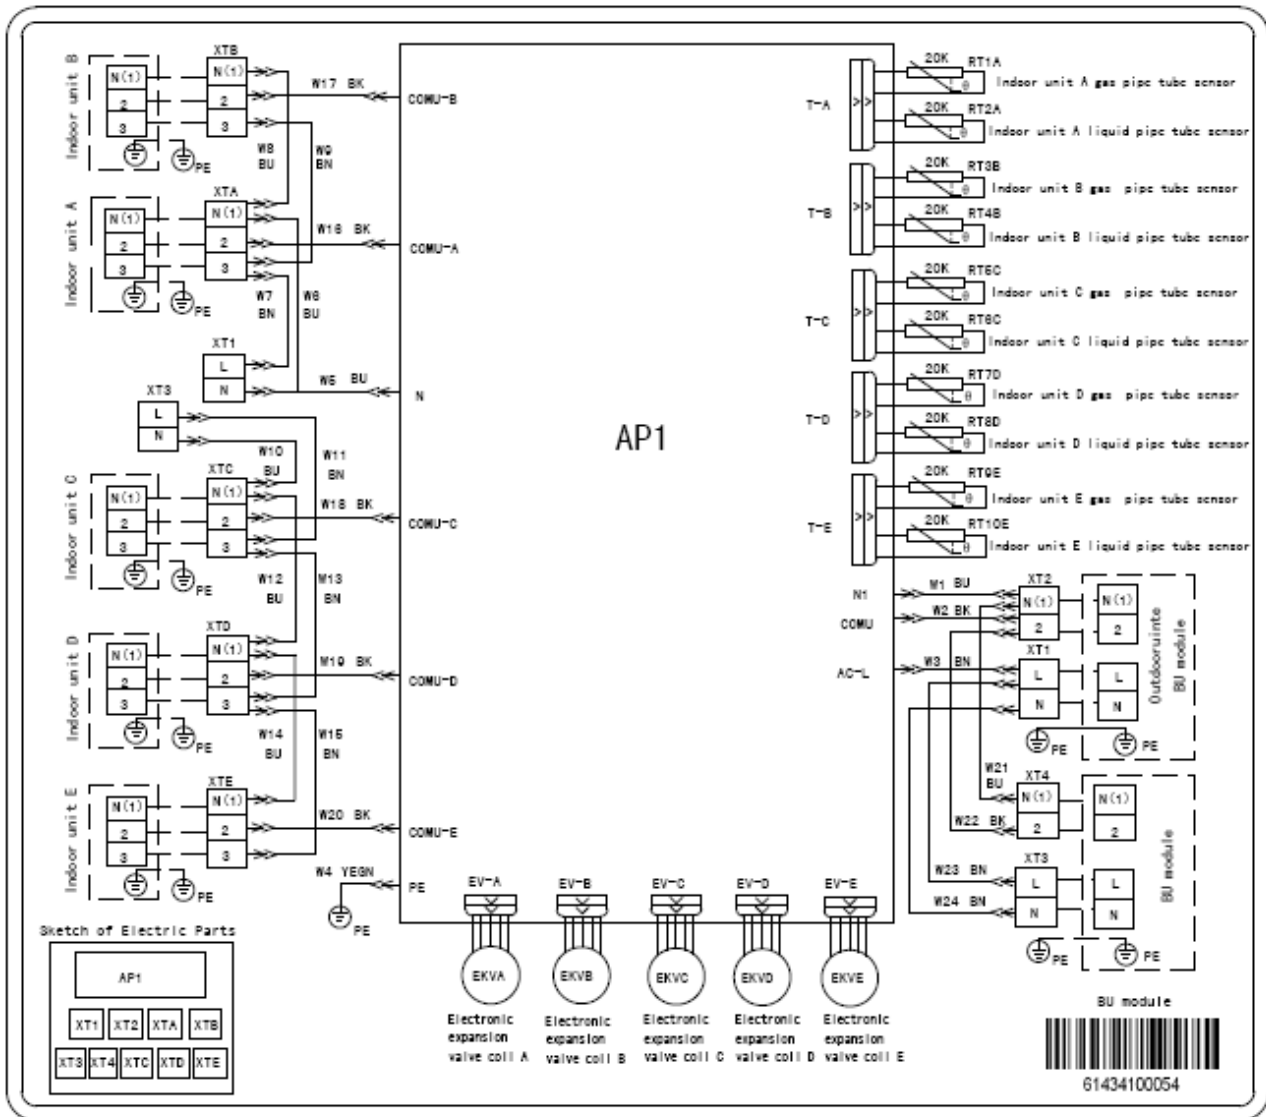 XTB
Indoor unit B
N(1)
2
3
N(1)
2
3
PE
W17 BK
COMU-B
W8
BU
W9
BN
XTA
Indoor unit A
N(1)
2
3
N(1)
2
3
PE
W16 BK
COMU-A
W7
BN
W6
BU
XT1
L
N
W5 BU
N
XT3
L
N
W10
BU
W11
BN
XTC
Indoor unit C
N(1)
2
3
N(1)
2
3
PE
W18 BK
COMU-C
W12
BU
W13
BN
XTD
Indoor unit D
N(1)
2
3
N(1)
2
3
PE
W19 BK
COMU-D
W14
BU
W15
BN
XTE
Indoor unit E
N(1)
2
3
N(1)
2
3
PE
W20 BK
COMU-E
W4 YEGN
PE
PE
AP1
T-A
20K
RT1A
θ
Indoor unit A gas pipe tube sensor
20K
RT2A
θ
Indoor unit A liquid pipe tube sensor
T-B
20K
RT3B
θ
Indoor unit B gas pipe tube sensor
20K
RT4B
θ
Indoor unit B liquid pipe tube sensor
T-C
20K
RT5C
θ
Indoor unit C gas pipe tube sensor
20K
RT6C
θ
Indoor unit C liquid pipe tube sensor
T-D
20K
RT7D
θ
Indoor unit D gas pipe tube sensor
20K
RT8D
θ
Indoor unit D liquid pipe tube sensor
T-E
20K
RT9E
θ
Indoor unit E gas pipe tube sensor
20K
RT10E
θ
Indoor unit E liquid pipe tube sensor
N1
W1 BU
COMU
W2 BK
AC-L
W3 BN
XT2
N(1)
2
N(1)
2
XT1
L
N
L
N
PE
PE
Outdooruinte
BU module
W21
BU
W22 BK
XT4
N(1)
2
N(1)
2
W23 BN
W24 BN
XT3
L
N
L
N
PE
PE
BU module
EV-A
EV-B
EV-C
EV-D
EV-E
EKVA
EKVB
EKVC
EKVD
EKVE
Electronic
expansion
valve coil A
Electronic
expansion
valve coil B
Electronic
expansion
valve coil C
Electronic
expansion
valve coil D
Electronic
expansion
valve coil E
Sketch of Electric Parts
AP1
XT1 XT2 XTA XTB
XT3 XT4 XTC XTD XTE
BU module
61434100054